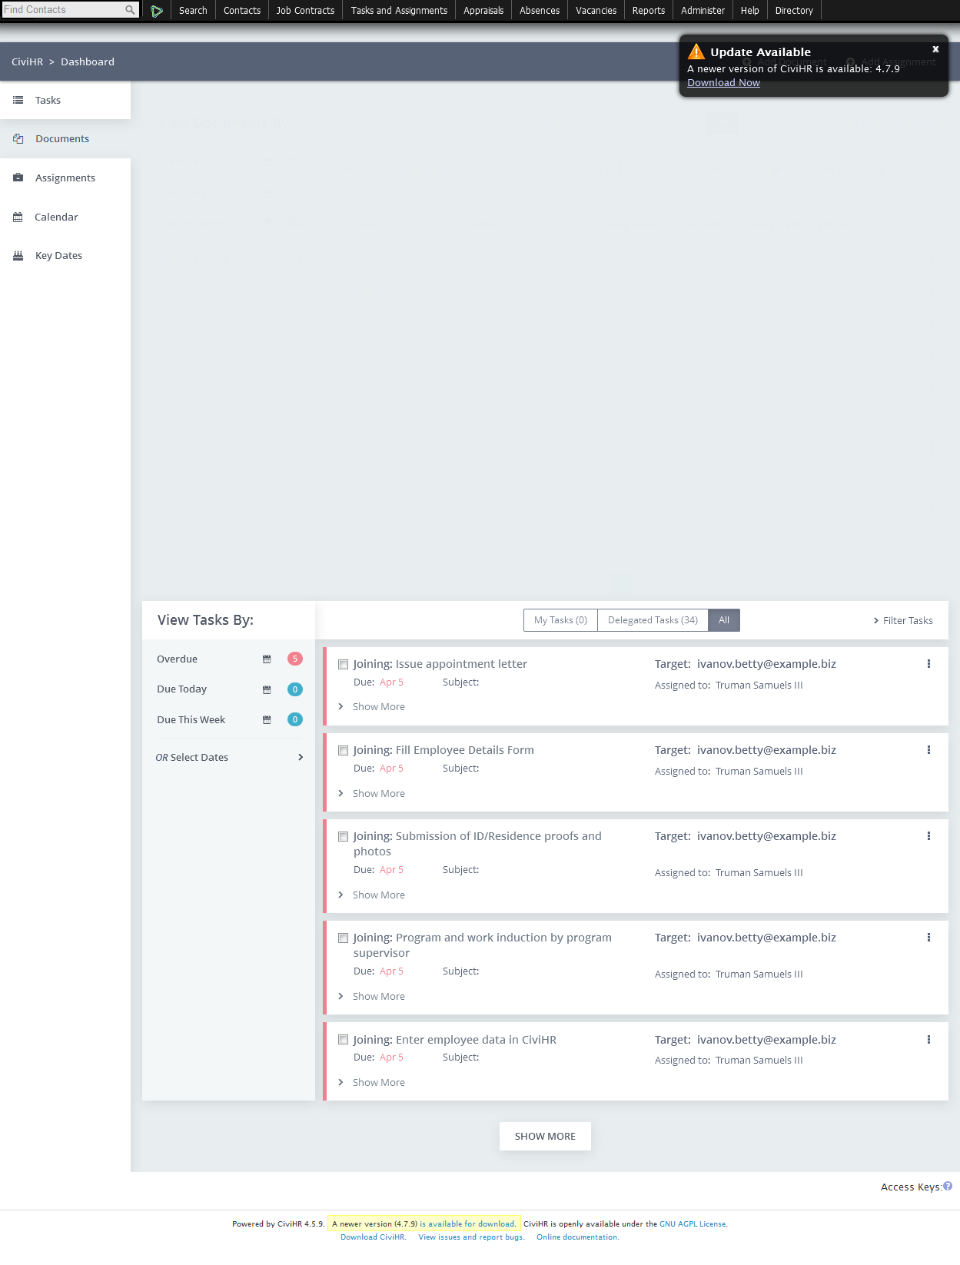 Find Contacts
Search
Contacts
Job Contracts
Tasks and Assignments
Appraisals
Absences
Vacancies
Reports
Administer
Help
Directory
CiviHR > Dashboard
Add Document
Add Assignment
Update Available
x
A newer version of CiviHR is available: 4.7.9
Download Now
Tasks
Documents
Assignments
Calendar
Key Dates
View Tasks By:
My Tasks (0)
Delegated Tasks (34)
All
Filter Tasks
Overdue 5
Due Today 0
Due This Week 0
OR Select Dates
Joining: Issue appointment letter
Target: ivanov.betty@example.biz
Due: Apr 5 Subject:
Assigned to: Truman Samuels III
Show More
Joining: Fill Employee Details Form
Target: ivanov.betty@example.biz
Due: Apr 5 Subject:
Assigned to: Truman Samuels III
Show More
Joining: Submission of ID/Residence proofs and
photos
Target: ivanov.betty@example.biz
Due: Apr 5 Subject:
Assigned to: Truman Samuels III
Show More
Joining: Program and work induction by program
supervisor
Target: ivanov.betty@example.biz
Due: Apr 5 Subject:
Assigned to: Truman Samuels III
Show More
Joining: Enter employee data in CiviHR
Target: ivanov.betty@example.biz
Due: Apr 5 Subject:
Assigned to: Truman Samuels III
Show More
SHOW MORE
Access Keys:?
Powered by CiviHR 4.5.9. A newer version (4.7.9) is available for download. CiviHR is openly available under the GNU AGPL License.
Download CiviHR. View issues and report bugs. Online documentation.